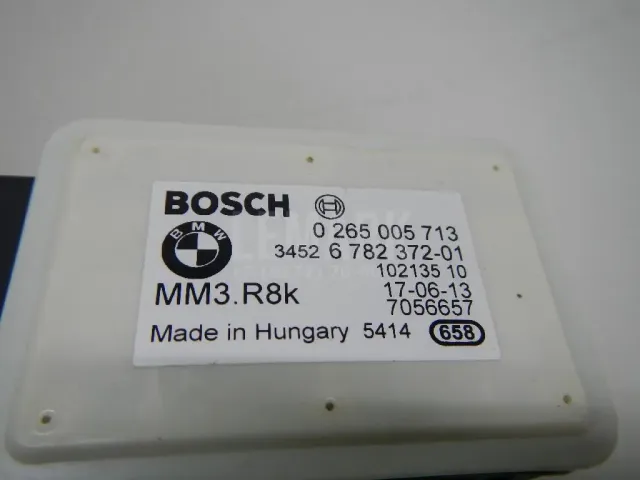 BOSCH
0 265 005 713
BMW
3452 6 782 372-01
102135 10
MM3.R8k
17-06-13
7056657
Made in Hungary 5414 658